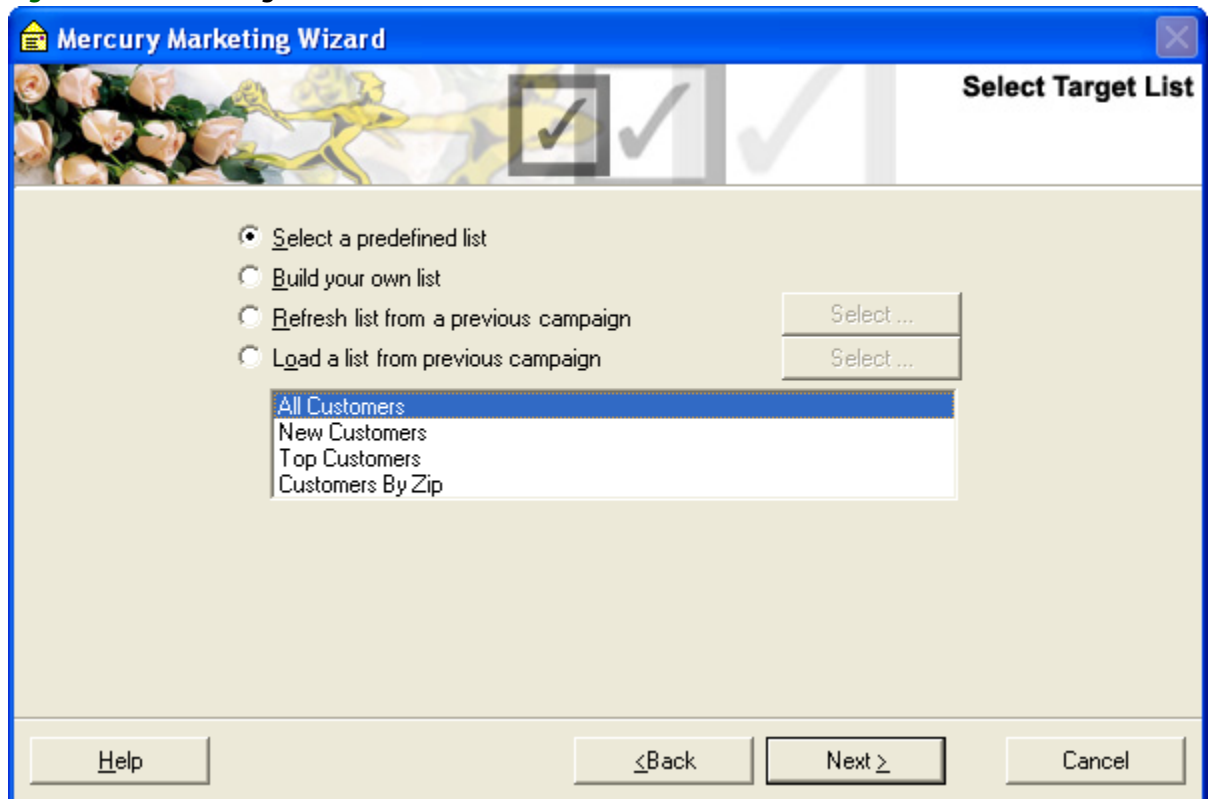 Mercury Marketing Wizard
Select Target List
Select a predefined list
Build your own list
Refresh list from a previous campaign
Select ...
Load a list from previous campaign
Select ...
All Customers
New Customers
Top Customers
Customers By Zip
Help
<Back
Next >
Cancel